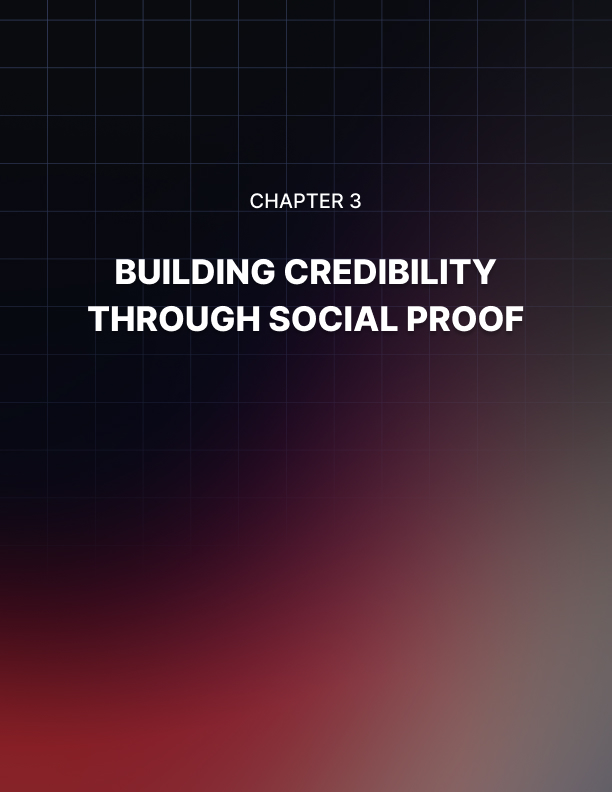 CHAPTER 3
BUILDING CREDIBILITY
THROUGH SOCIAL PROOF